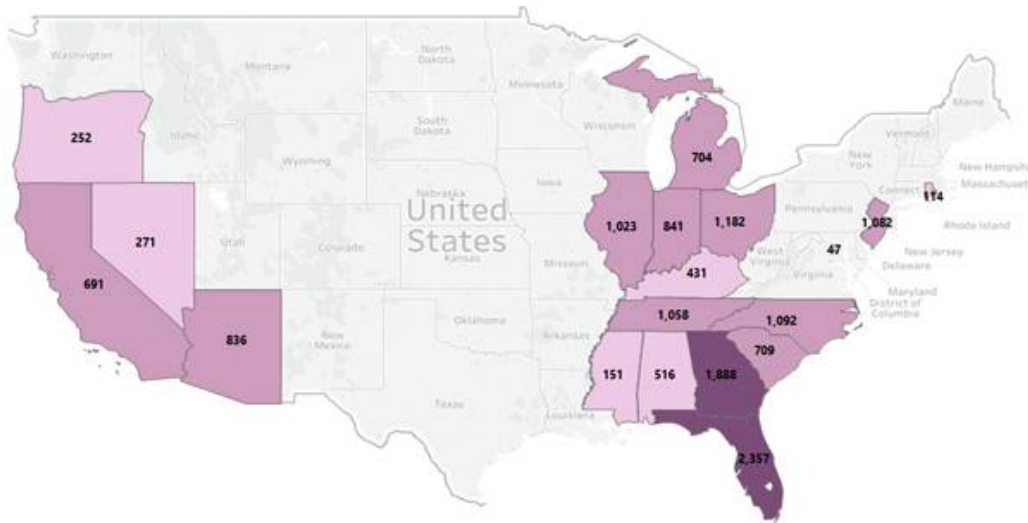 Washington
Montana
North
Dakota
Minnesota
Maine
252
Idaho
South
Dakota
Wisconsin
Vermont
New
York
New Hampshi
Wyoming
704
Massachuset
Iowa
Connect
114
Nebraska
Pennsylvania
1,023
841
1,182
1,082
Rhode Island
271
Utah
United
States
Colorado
Kansas
Missouri
West
Virginia
47
New Jersey
Delaware
691
431
Virginia
Maryland
District of
Columbia
836
New
Mexico
Oklahoma
Arkansas
1,058
1,092
709
151
516
1,888
Texas
Louisiana
2,357